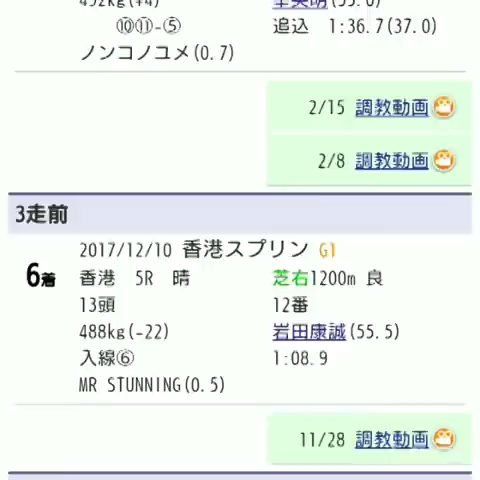 492kg(+4)
(55.0)
⑩⑪-⑤ 追込 1:36.7(37.0)
ノンコノユメ(0.7)
2/15 調教動画
2/8 調教動画
3走前
6着
2017/12/10 香港スプリン G1
香港 5R 晴 芝右1200m 良
13頭 12番
488kg(-22) 岩田康誠(55.5)
入線⑥ 1:08.9
MR STUNNING(0.5)
11/28 調教動画